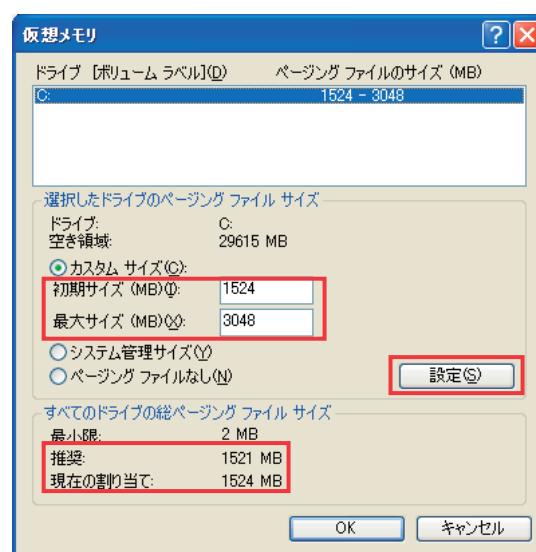 仮想メモリ
ドライブ [ボリューム ラベル](D) ページング ファイルのサイズ (MB)
C: 1524 - 3048
選択したドライブのページング ファイル サイズ
ドライブ: C:
空き領域: 29615 MB
カスタム サイズ(C):
初期サイズ (MB)(I): 1524
最大サイズ (MB)(X): 3048
システム管理サイズ(Y)
ページング ファイルなし(N) 設定(S)
すべてのドライブの総ページング ファイル サイズ
最小限: 2 MB
推奨: 1521 MB
現在の割り当て: 1524 MB
OK キャンセル